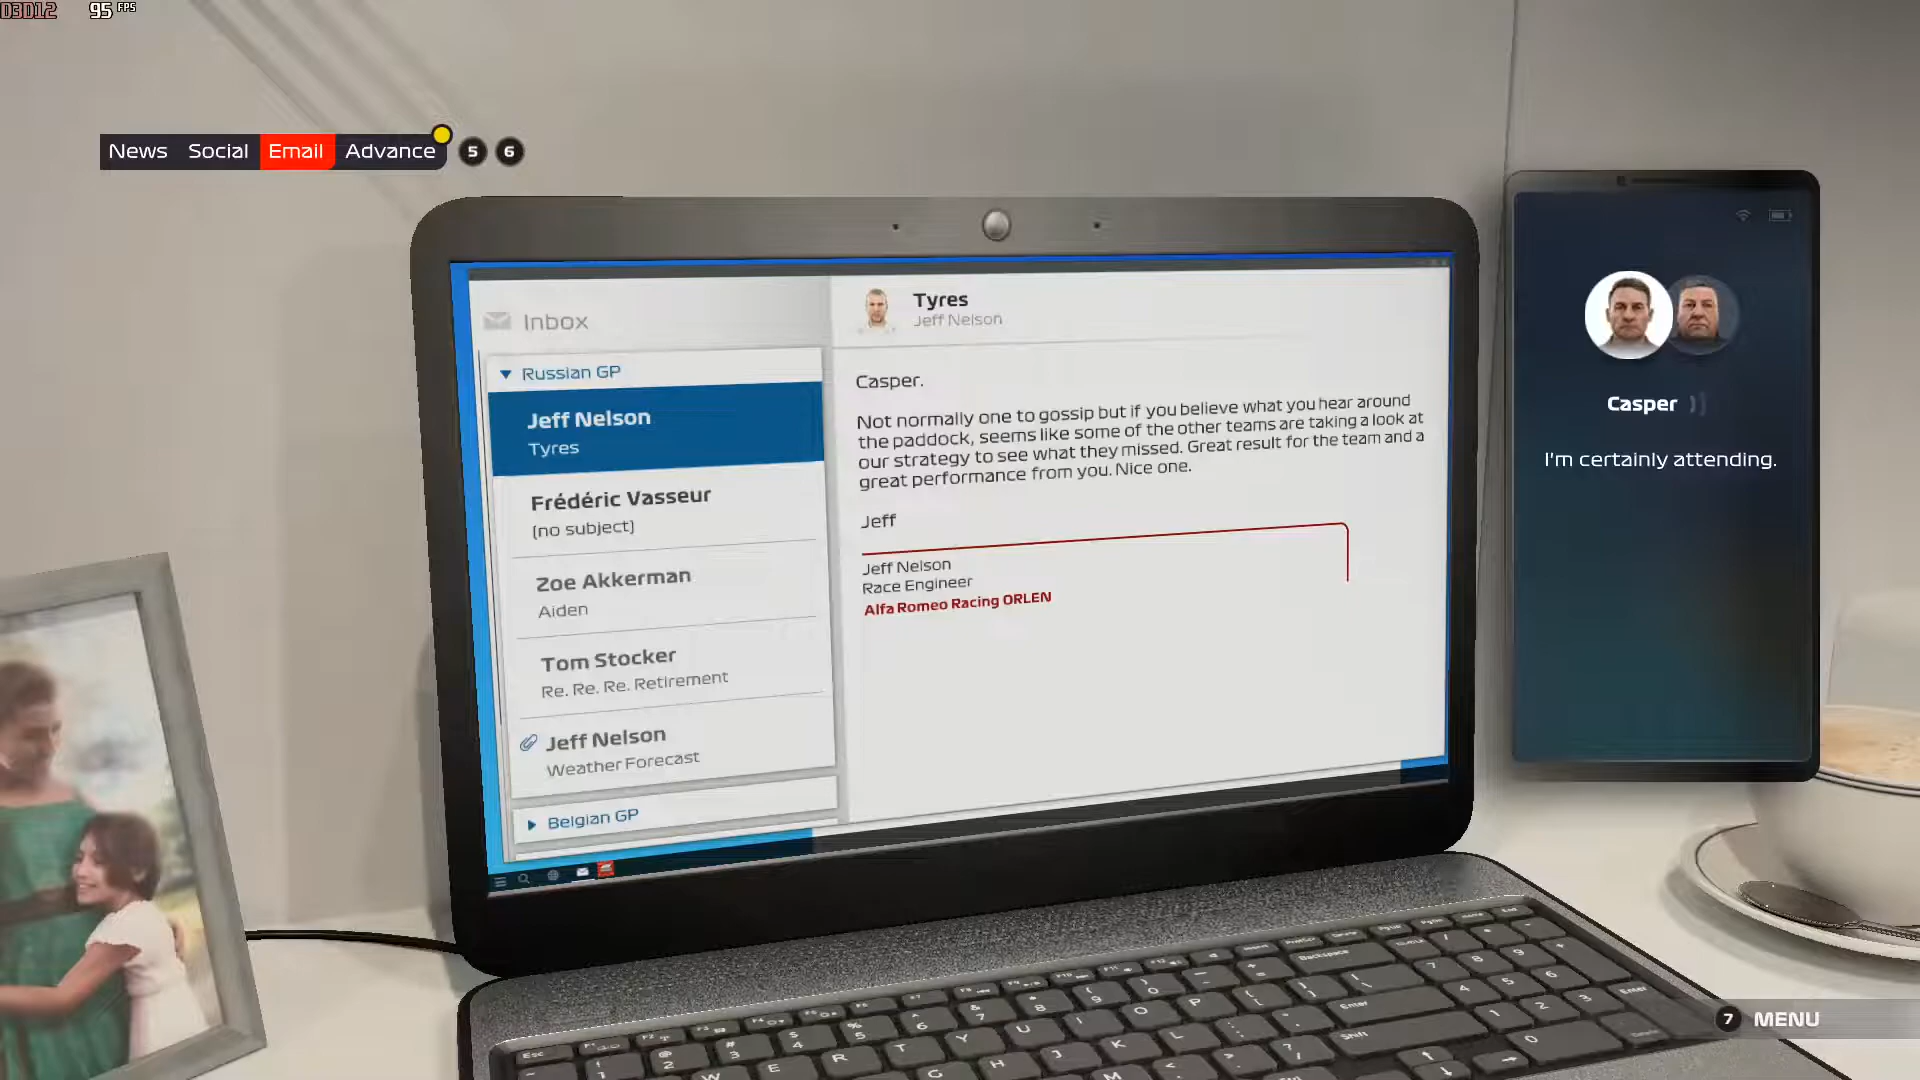 D3D12 95 FPS
News Social Email Advance 5 6
Inbox
Russian GP
Jeff Nelson
Tyres
Frédéric Vasseur
(no subject)
Zoe Akkerman
Aiden
Tom Stocker
Re. Re. Re. Retirement
Jeff Nelson
Weather Forecast
Belgian GP
Tyres
Jeff Nelson
Casper.
Not normally one to gossip but if you believe what you hear around
the paddock, seems like some of the other teams are taking a look at
our strategy to see what they missed. Great result for the team and a
great performance from you. Nice one.
Jeff
Jeff Nelson
Race Engineer
Alfa Romeo Racing ORLEN
Casper
I'm certainly attending.
Backspace
Enter
Shift
Esc
7 MENU